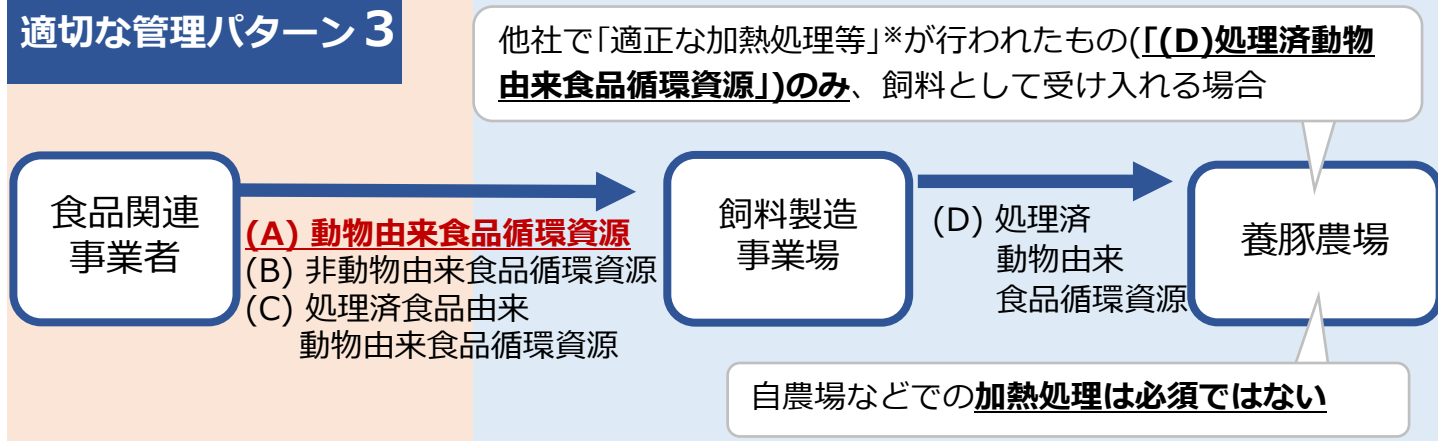 適切な管理パターン３
他社で「適正な加熱処理等」※が行われたもの(「(D)処理済動物
由来食品循環資源」)のみ、飼料として受け入れる場合
食品関連
事業者
(A) 動物由来食品循環資源
(B) 非動物由来食品循環資源
(C) 処理済食品由来
動物由来食品循環資源
飼料製造
事業場
(D) 処理済
動物由来
食品循環資源
養豚農場
自農場などでの加熱処理は必須ではない